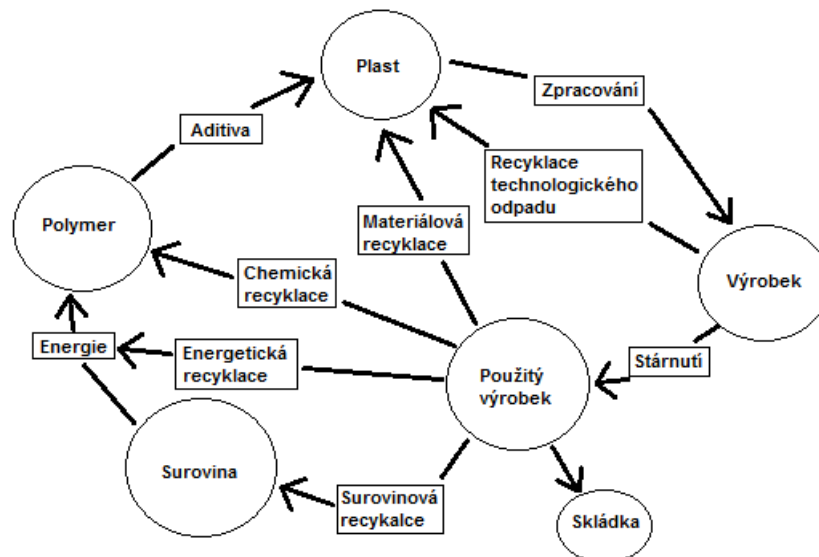 Plast
Zpracování
Aditiva
Recyklace
technologického
odpadu
Polymer
Materiálová
recyklace
Chemická
recyklace
Výrobek
Energie
Energetická
recyklace
Stárnutí
Použitý
výrobek
Surovina
Surovinová
recykalce
Skládka